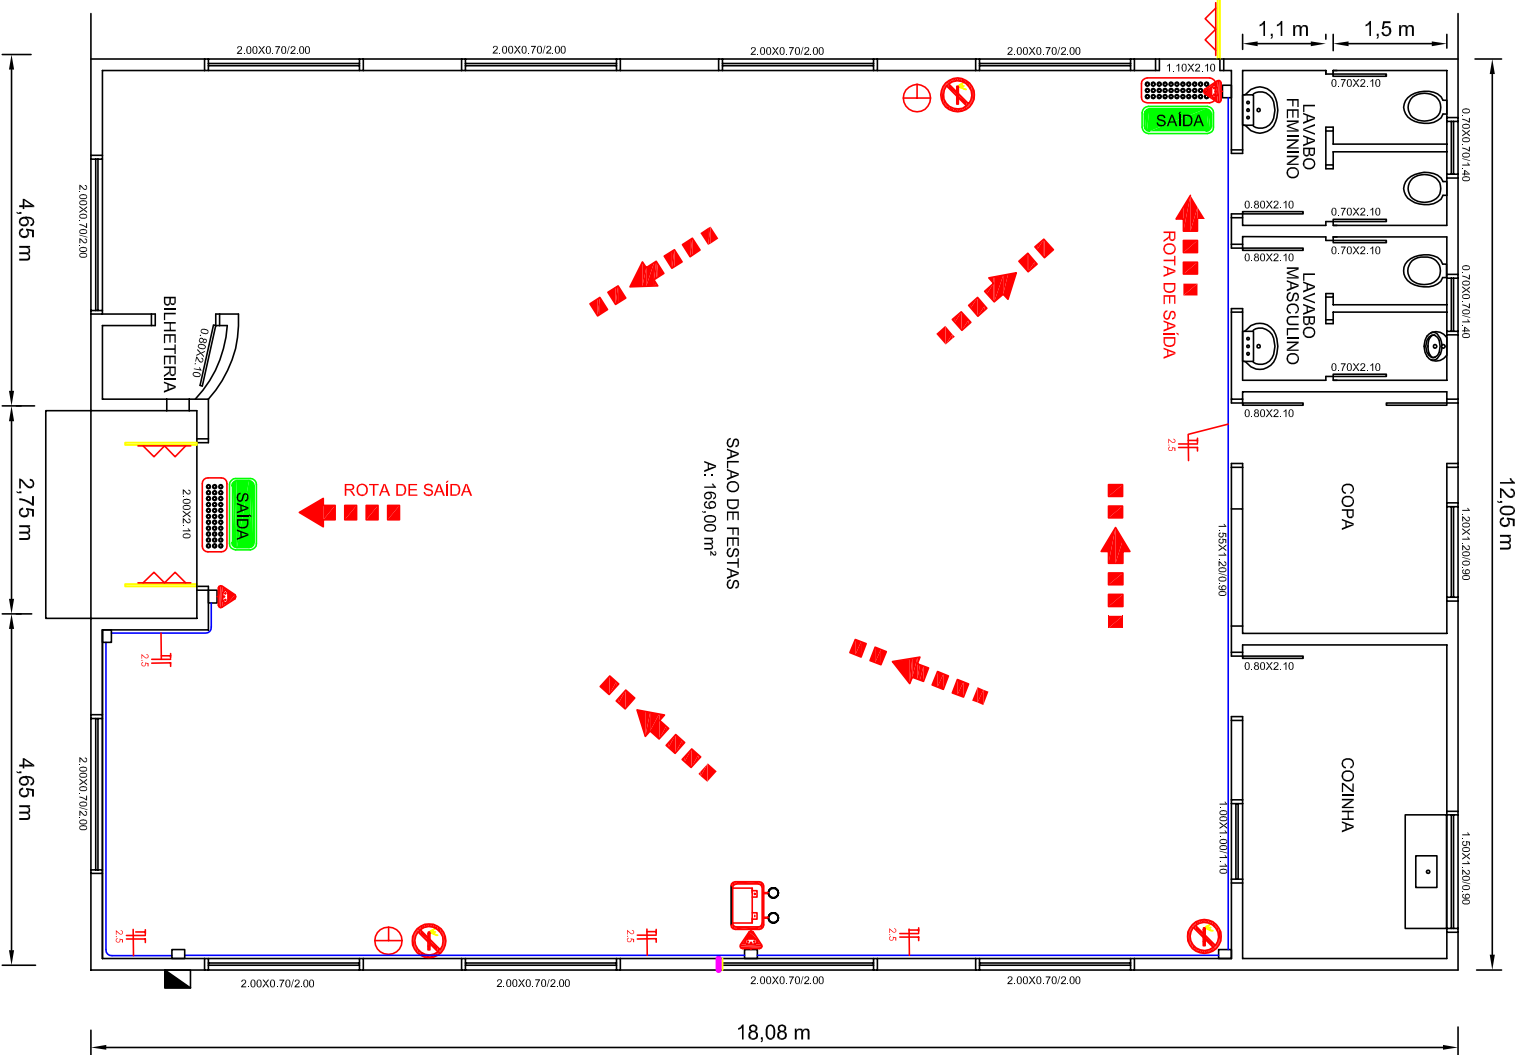 1,1 m
1,5 m
2.00X0.70/2.00
2.00X0.70/2.00
2.00X0.70/2.00
2.00X0.70/2.00
1.10X2.10
SAÍDA
0.70X2.10
LAVABO
FEMININO
0.70X0.70/1.40
0.80X2.10
0.70X2.10
0.80X2.10
0.70X2.10
LAVABO
MASCULINO
0.70X0.70/1.40
0.70X2.10
0.80X2.10
ROTA DE SAÍDA
4,65 m
2.00X0.70/2.00
BILHETERIA
0.80X2.10
2,75 m
2.00X2.10
SAÍDA
ROTA DE SAÍDA
SALAO DE FESTAS
A: 169,00 m²
2.5
1.55X1.20/0.90
COPA
1.20X1.20/0.90
12,05 m
0.80X2.10
2.5
4,65 m
2.00X0.70/2.00
COZINHA
1.00X1.00/1.10
1.50X1.20/0.90
2.5
2.5
2.5
2.00X0.70/2.00
2.00X0.70/2.00
2.00X0.70/2.00
2.00X0.70/2.00
18,08 m